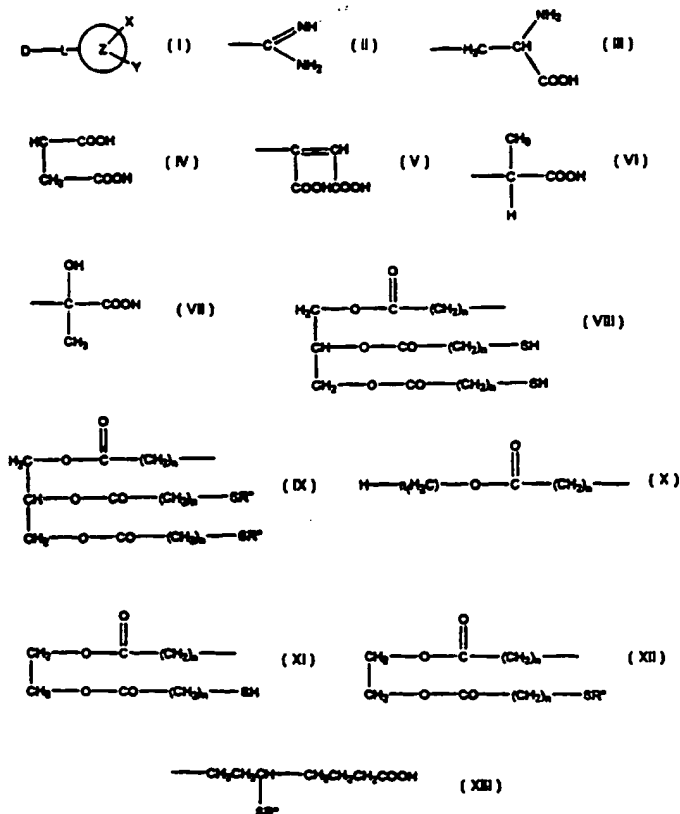 X
D—L Z ( I )
Y
NH
—C
NH₂
( II )
NH₂
—H₂C—CH
COOH
( III )
HC—COOH
CH₂—COOH
( IV )
—C=CH
COOHCOOH
( V )
CH₃
—C—COOH
H
( VI )
OH
—C—COOH
CH₃
( VII )
O
H₂C—O—C—(CH₂)n—
CH—O—CO—(CH₂)n—SH
CH₂—O—CO—(CH₂)n—SH
( VIII )
O
H₂C—O—C—(CH₂)n—
CH—O—CO—(CH₂)n—SR"
CH₂—O—CO—(CH₂)n—SR"
( IX )
O
H—n(H₂C)—O—C—(CH₂)n—
( X )
O
CH₂—O—C—(CH₂)n—
CH₂—O—CO—(CH₂)n—SH
( XI )
O
CH₂—O—C—(CH₂)n—
CH₂—O—CO—(CH₂)n—SR"
( XII )
—CH₂CH₂CH—CH₂CH₂CH₂CH₂COOH
SR"
( XIII )